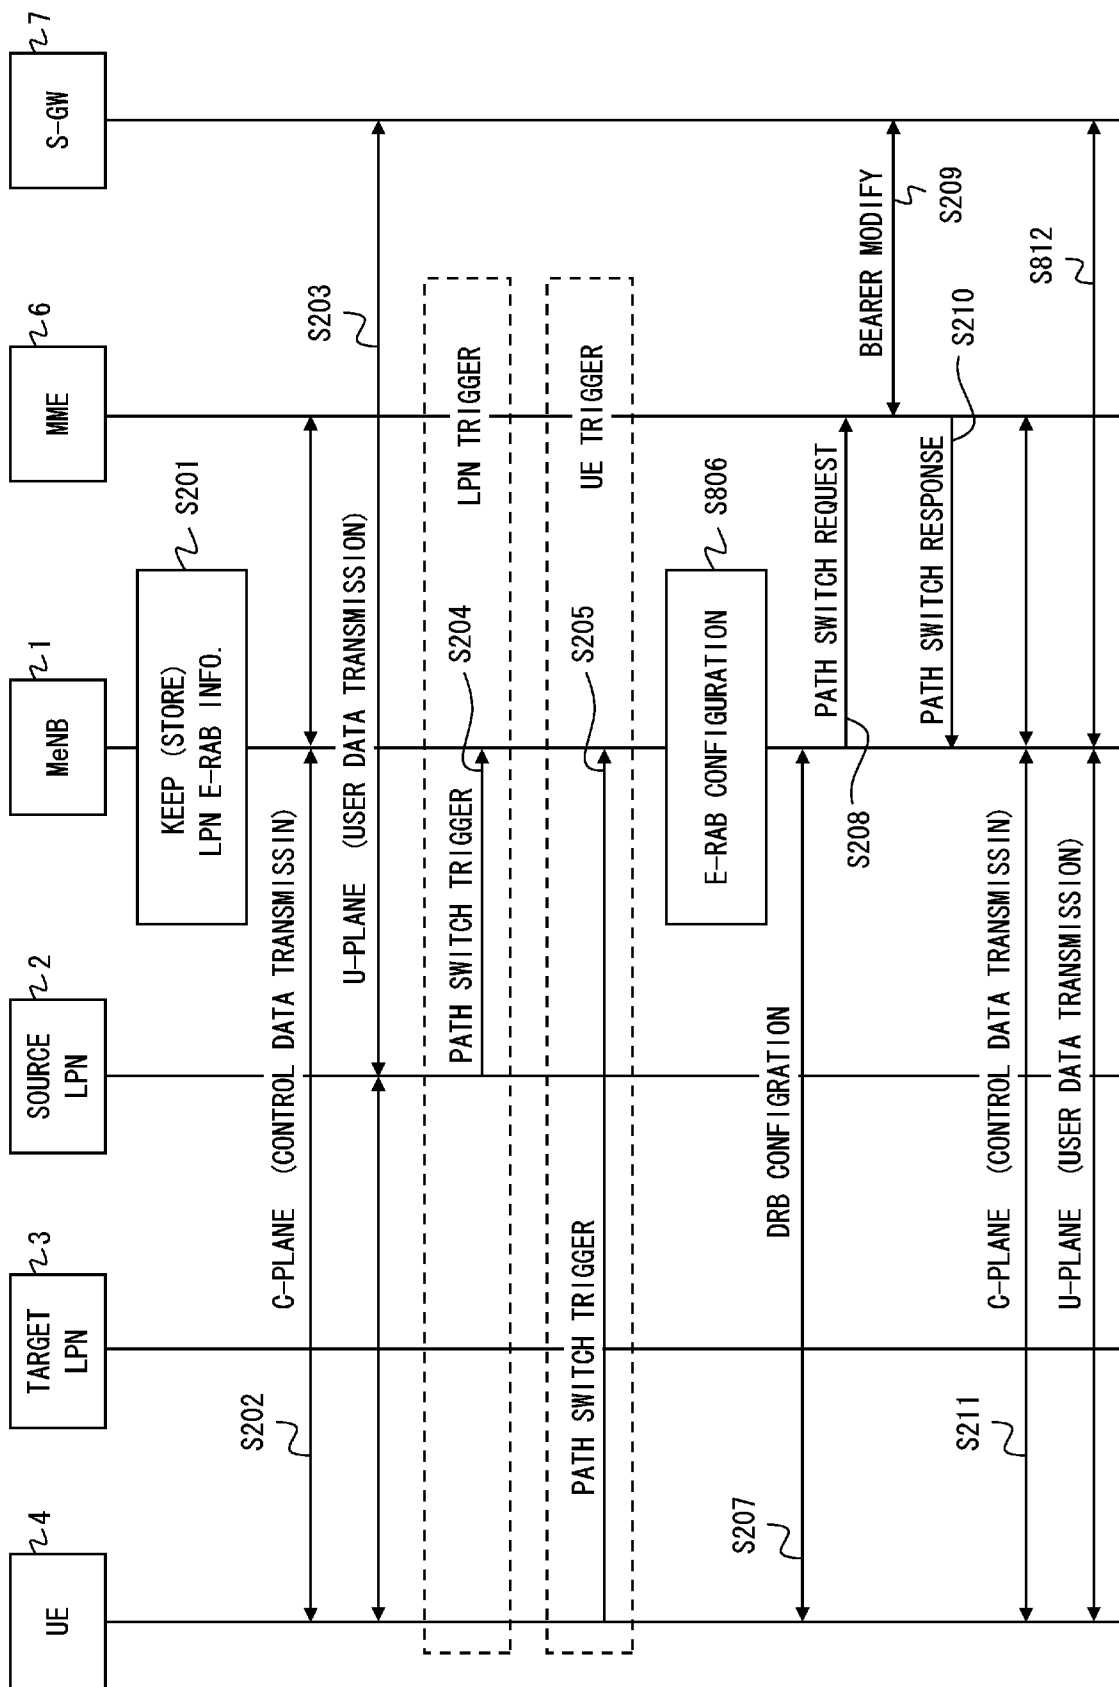 UE
4
TARGET
LPN
3
SOURCE
LPN
2
MeNB
1
MME
6
S-GW
7
KEEP (STORE)
LPN E-RAB INFO.
S201
S202
C-PLANE (CONTROL DATA TRANSMISSIN)
U-PLANE (USER DATA TRANSMISSION)
S203
PATH SWITCH TRIGGER
S204
LPN TRIGGER
PATH SWITCH TRIGGER
S205
UE TRIGGER
E-RAB CONFIGURATION
S806
S207
DRB CONFIGRATION
S208
PATH SWITCH REQUEST
BEARER MODIFY
S209
PATH SWITCH RESPONSE
S210
S211
C-PLANE (CONTROL DATA TRANSMISSIN)
U-PLANE (USER DATA TRANSMISSION)
S812